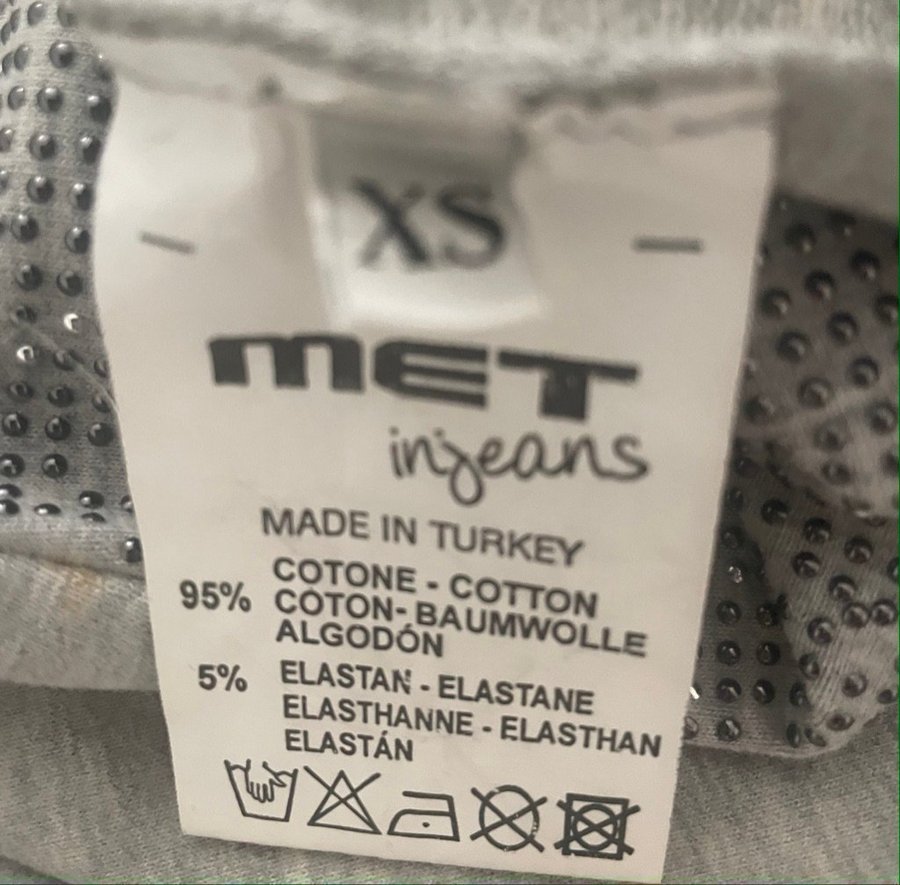 XS
MET
injeans
MADE IN TURKEY
95% COTONE - COTTON
COTON-BAUMWOLLE
ALGODÓN
5% ELASTAN - ELASTANE
ELASTHANNE - ELASTHAN
ELASTÁN